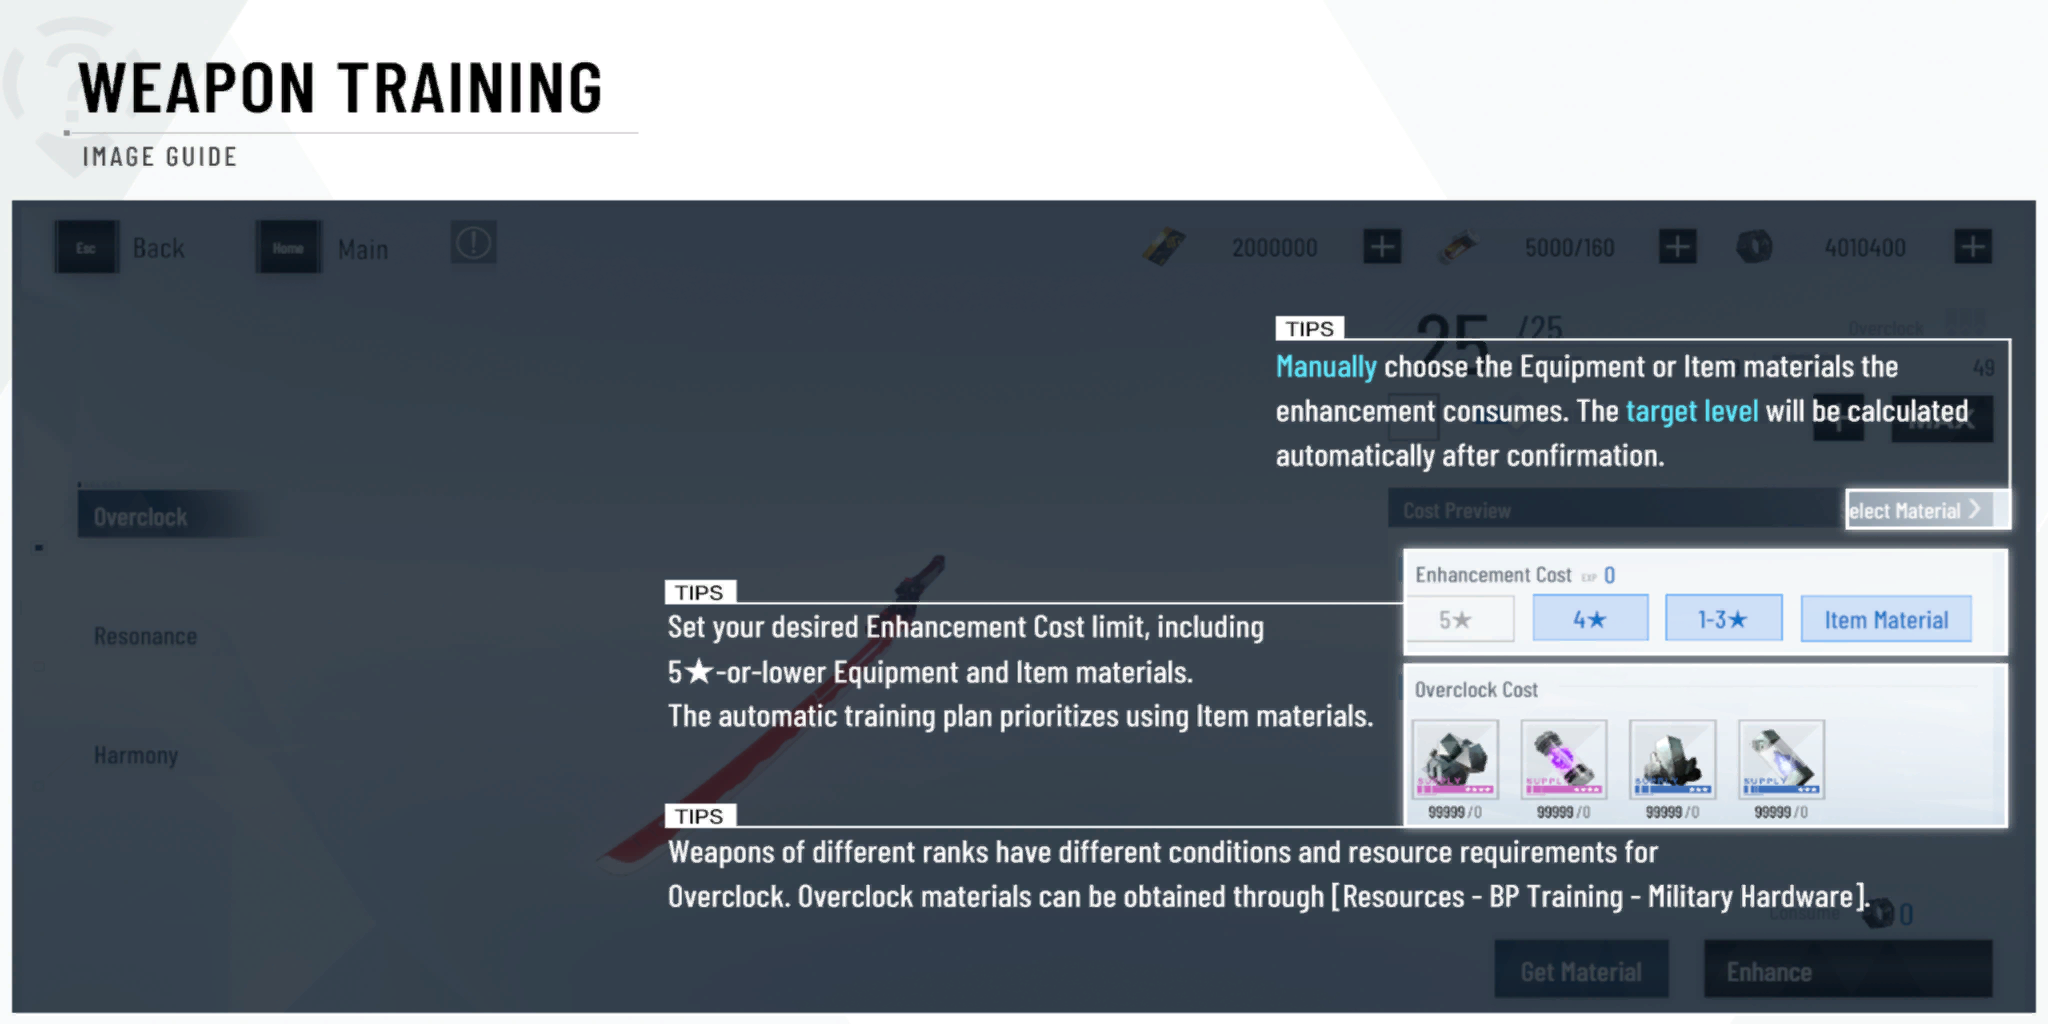 WEAPON TRAINING
IMAGE GUIDE
Esc Back Home Main 2000000 5000/160 4010400
TIPS
25 /25 Overclock
Manually choose the Equipment or Item materials the
49
enhancement consumes. The target level will be calculated
MAX
automatically after confirmation.
Overclock
Cost Preview
elect Material
Enhancement Cost EXP 0
5★ 4★ 1-3★ Item Material
TIPS
Set your desired Enhancement Cost limit, including
5★-or-lower Equipment and Item materials.
The automatic training plan prioritizes using Item materials.
Resonance
Harmony
Overclock Cost
SUPPLY SUPPLY SUPPLY SUPPLY
99999/0 99999/0 99999/0 99999/0
TIPS
Weapons of different ranks have different conditions and resource requirements for
Overclock. Overclock materials can be obtained through [Resources - BP Training - Military Hardware].
Consume 0
Get Material Enhance